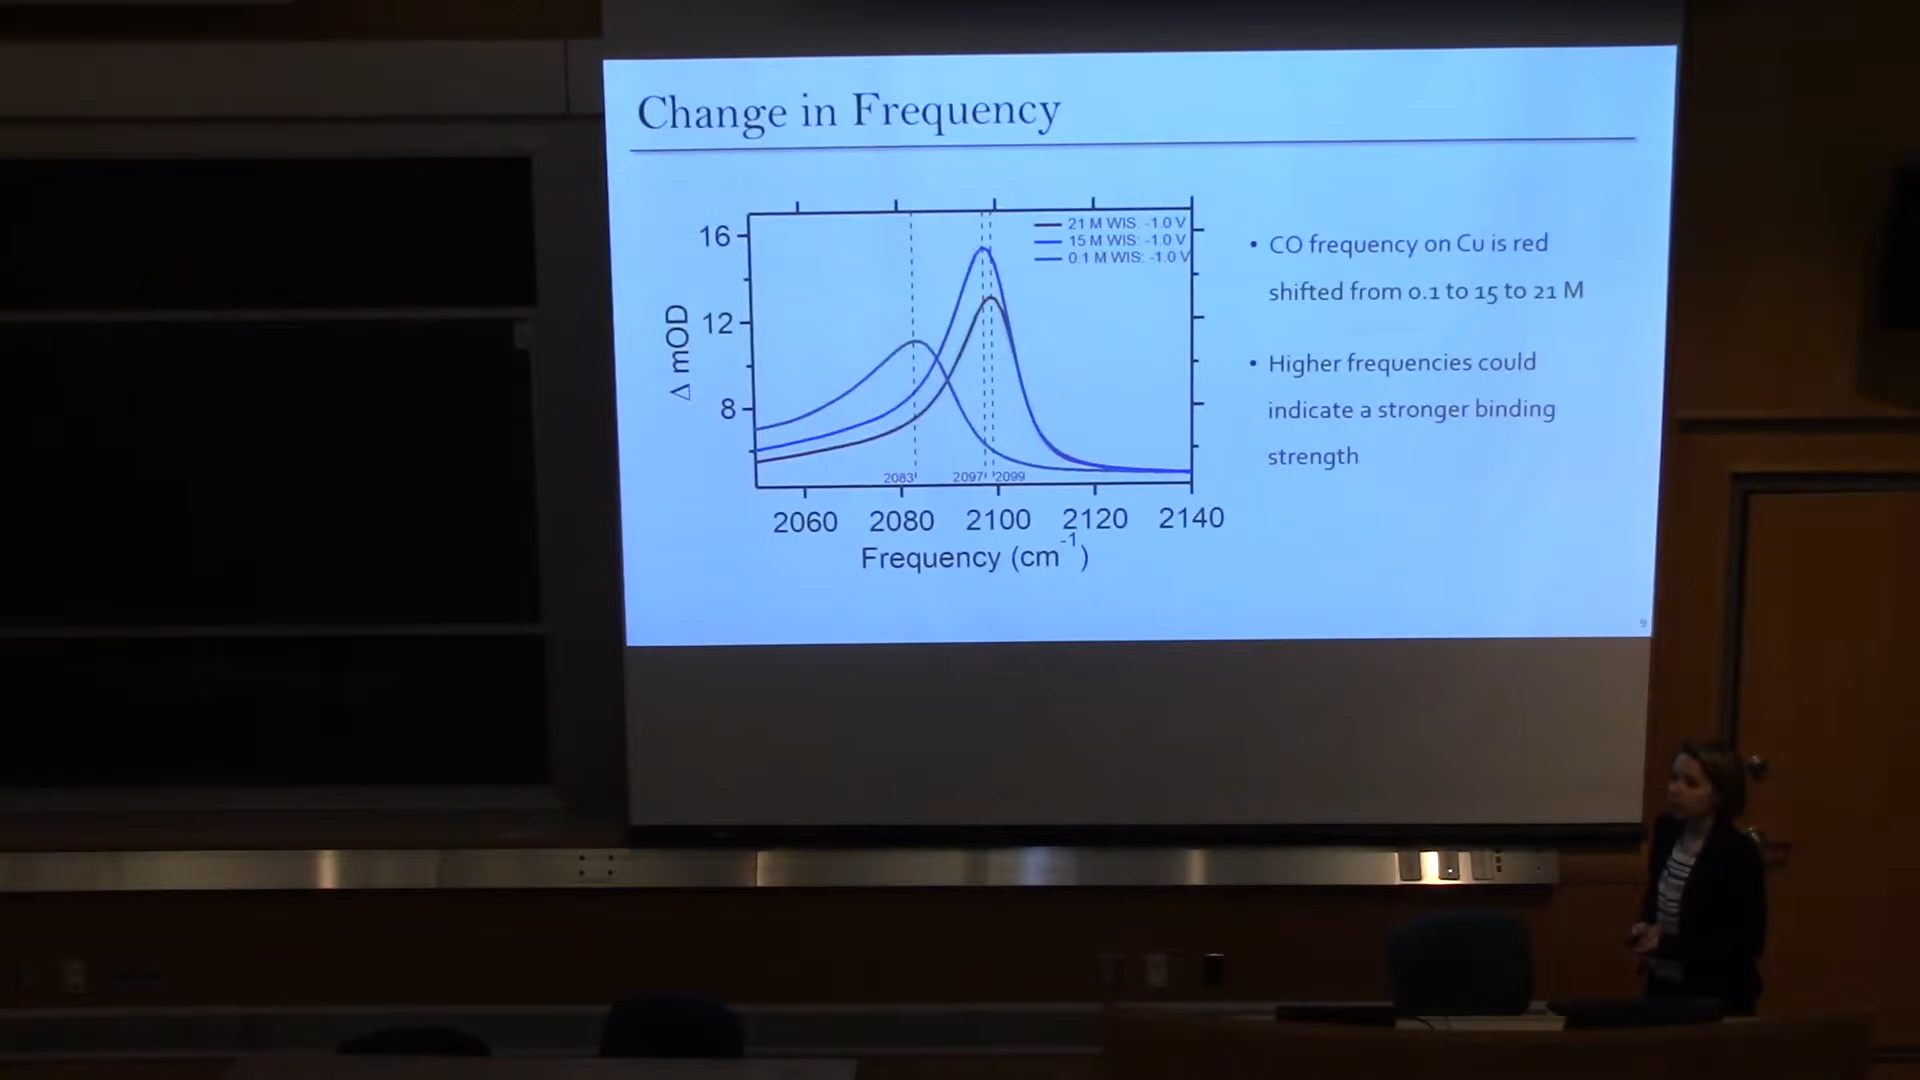 Change in Frequency
16
12
8
Δ mOD
21 M WIS: -1.0 V
15 M WIS: -1.0 V
0.1 M WIS: -1.0 V
2083
2097
2099
2060 2080 2100 2120 2140
Frequency (cm-1)
• CO frequency on Cu is red
shifted from 0.1 to 15 to 21 M
• Higher frequencies could
indicate a stronger binding
strength
9